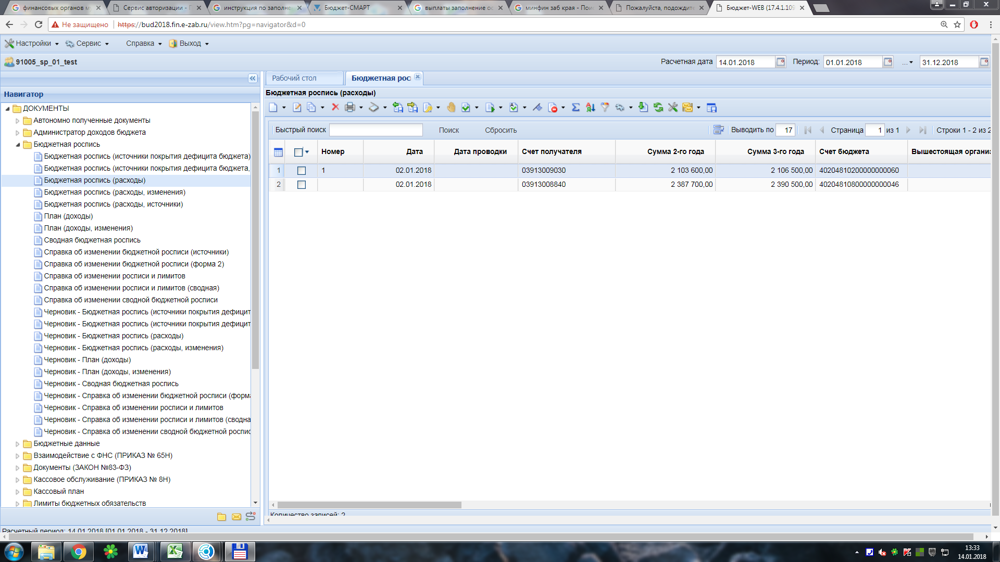 финансовых органов м
Сервис авторизации - П
инструкция по заполне
Бюджет-СМАРТ
выплаты заполнение ос
минфин заб края - Пои
Пожалуйста, подождите
Бюджет-WEB (17.4.1.109
Не защищено
https://bud2018.fin.e-zab.ru/view.htm?pg=navigator&d=0
Настройки
Сервис
Справка
Выход
91005_sp_01_test
Расчетная дата 14.01.2018 Период: 01.01.2018 ... 31.12.2018
Рабочий стол
Бюджетная рос
Навигатор
ДОКУМЕНТЫ
Автономно полученные документы
Администратор доходов бюджета
Бюджетная роспись
Бюджетная роспись (источники покрытия дефицита бюджета)
Бюджетная роспись (источники покрытия дефицита бюджета,
Бюджетная роспись (расходы)
Бюджетная роспись (расходы, изменения)
Бюджетная роспись (расходы, источники)
План (доходы)
План (доходы, изменения)
Сводная бюджетная роспись
Справка об изменении бюджетной росписи (источники)
Справка об изменении бюджетной росписи (форма 2)
Справка об изменении росписи и лимитов
Справка об изменении росписи и лимитов (сводная)
Справка об изменении сводной бюджетной росписи
Черновик - Бюджетная роспись (источники покрытия дефицит
Черновик - Бюджетная роспись (источники покрытия дефицит
Черновик - Бюджетная роспись (расходы)
Черновик - Бюджетная роспись (расходы, изменения)
Черновик - План (доходы)
Черновик - План (доходы, изменения)
Черновик - Сводная бюджетная роспись
Черновик - Справка об изменении бюджетной росписи (форма
Черновик - Справка об изменении росписи и лимитов
Черновик - Справка об изменении росписи и лимитов (сводна
Черновик - Справка об изменении сводной бюджетной роспис
Бюджетные данные
Взаимодействие с ФНС (ПРИКАЗ № 65Н)
Документы (ЗАКОН №83-ФЗ)
Кассовое обслуживание (ПРИКАЗ № 8Н)
Кассовый план
Лимиты бюджетных обязательств
Бюджетная роспись (расходы)
Быстрый поиск Поиск Сбросить Выводить по 17 Страница 1 из 1 Строки 1 - 2 из 2
Номер Дата Дата проводки Счет получателя Сумма 2-го года Сумма 3-го года Счет бюджета Вышестоящая органи
1 1 02.01.2018 03913009030 2 103 600,00 2 106 500,00 40204810200000000060
2 02.01.2018 03913008840 2 387 700,00 2 390 500,00 40204810800000000046
Количество записей: 2
Расчетный период: 14.01.2018 [01.01.2018 - 31.12.2018]
13:33
14.01.2018